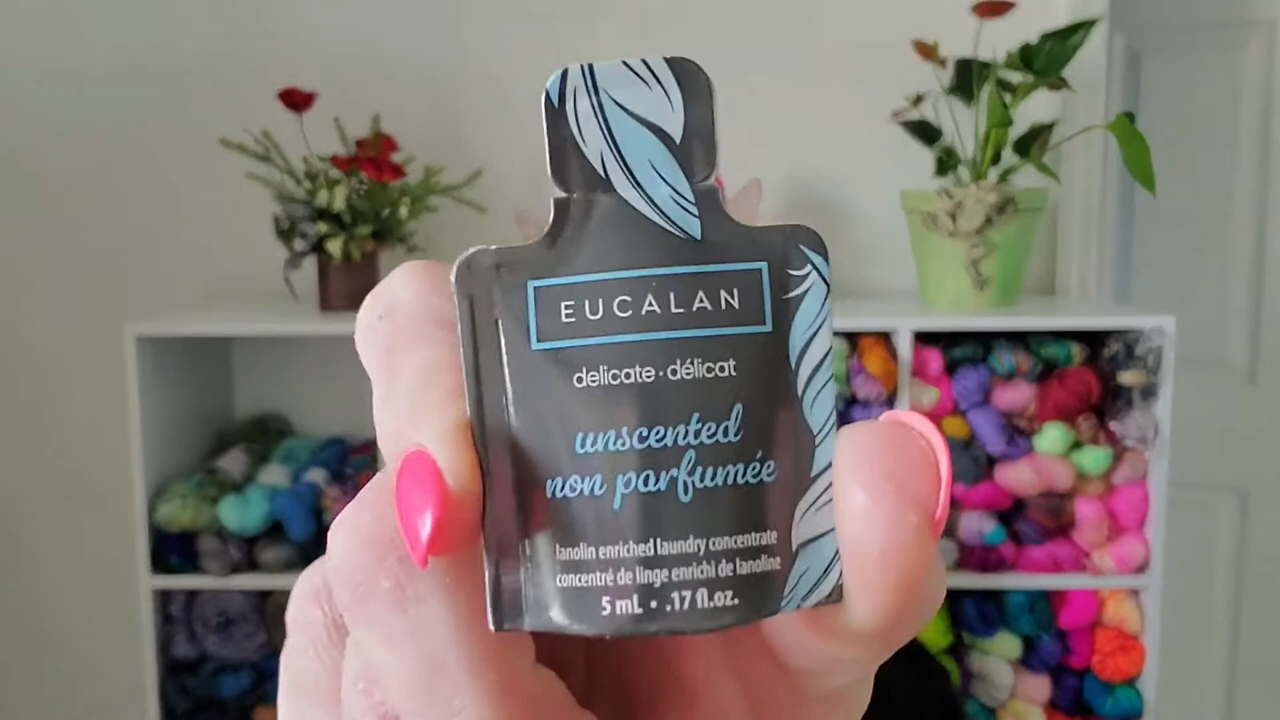 EUCALAN
delicate · délicat
unscented
non parfumée
lanolin enriched laundry concentrate
concentré de linge enrichi de lanoline
5 mL • .17 fl.oz.